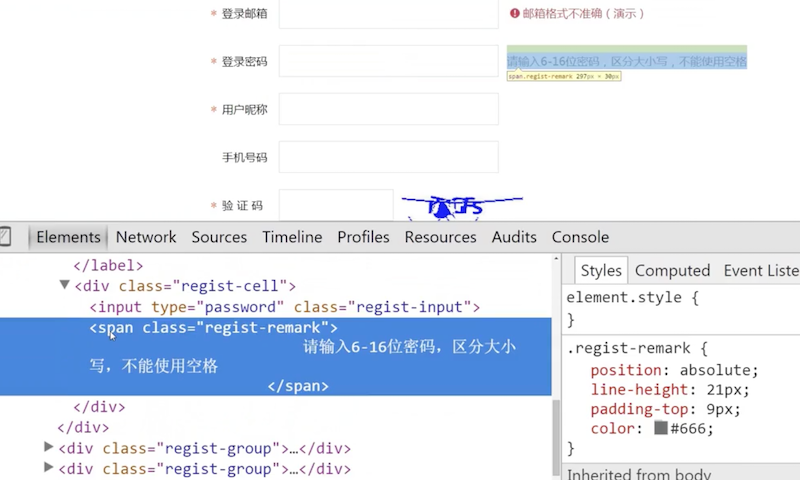 * 登录邮箱 邮箱格式不准确（演示）
* 登录密码 请输入6-16位密码，区分大小写，不能使用空格
span.regist-remark 297px × 30px
* 用户昵称
手机号码
* 验 证 码
Elements Network Sources Timeline Profiles Resources Audits Console
</label>
▼<div class="regist-cell">
<input type="password" class="regist-input">
<span class="regist-remark">
请输入6-16位密码，区分大小
写，不能使用空格
</span>
</div>
</div>
▶<div class="regist-group">…</div>
▶<div class="regist-group">…</div>
Styles Computed Event Liste
element.style {
}
.regist-remark {
position: absolute;
line-height: 21px;
padding-top: 9px;
color: #666;
}
Inherited from body